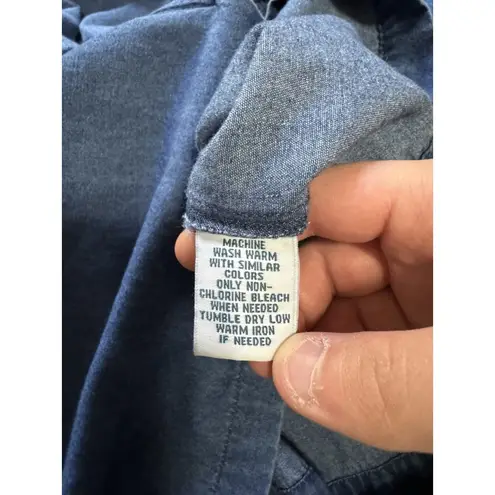 MACHINE
WASH WARM
WITH SIMILAR
COLORS
ONLY NON-
CHLORINE BLEACH
WHEN NEEDED
TUMBLE DRY LOW
WARM IRON
IF NEEDED